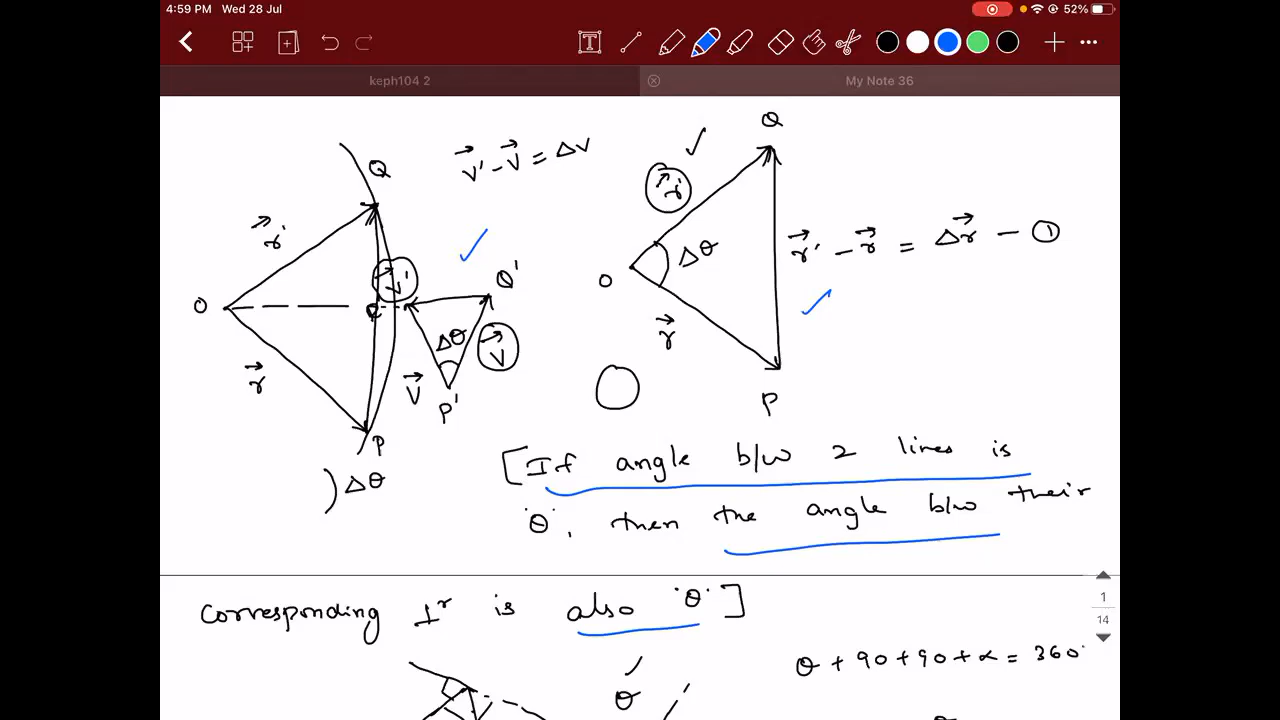 4:59 PM Wed 28 Jul
52%
keph104 2
My Note 36
Q
v' - v = Δv
r'
v'
Q'
O
R
Δθ
v
r
v
P'
P
) Δθ
Q
r'
Δθ
O
r' - r = Δr - ①
r
P
[If angle b/w 2 lines is
'θ', then the angle b/w their
corresponding ⊥r is also 'θ']
θ + 90 + 90 + α = 360°
θ
1
14